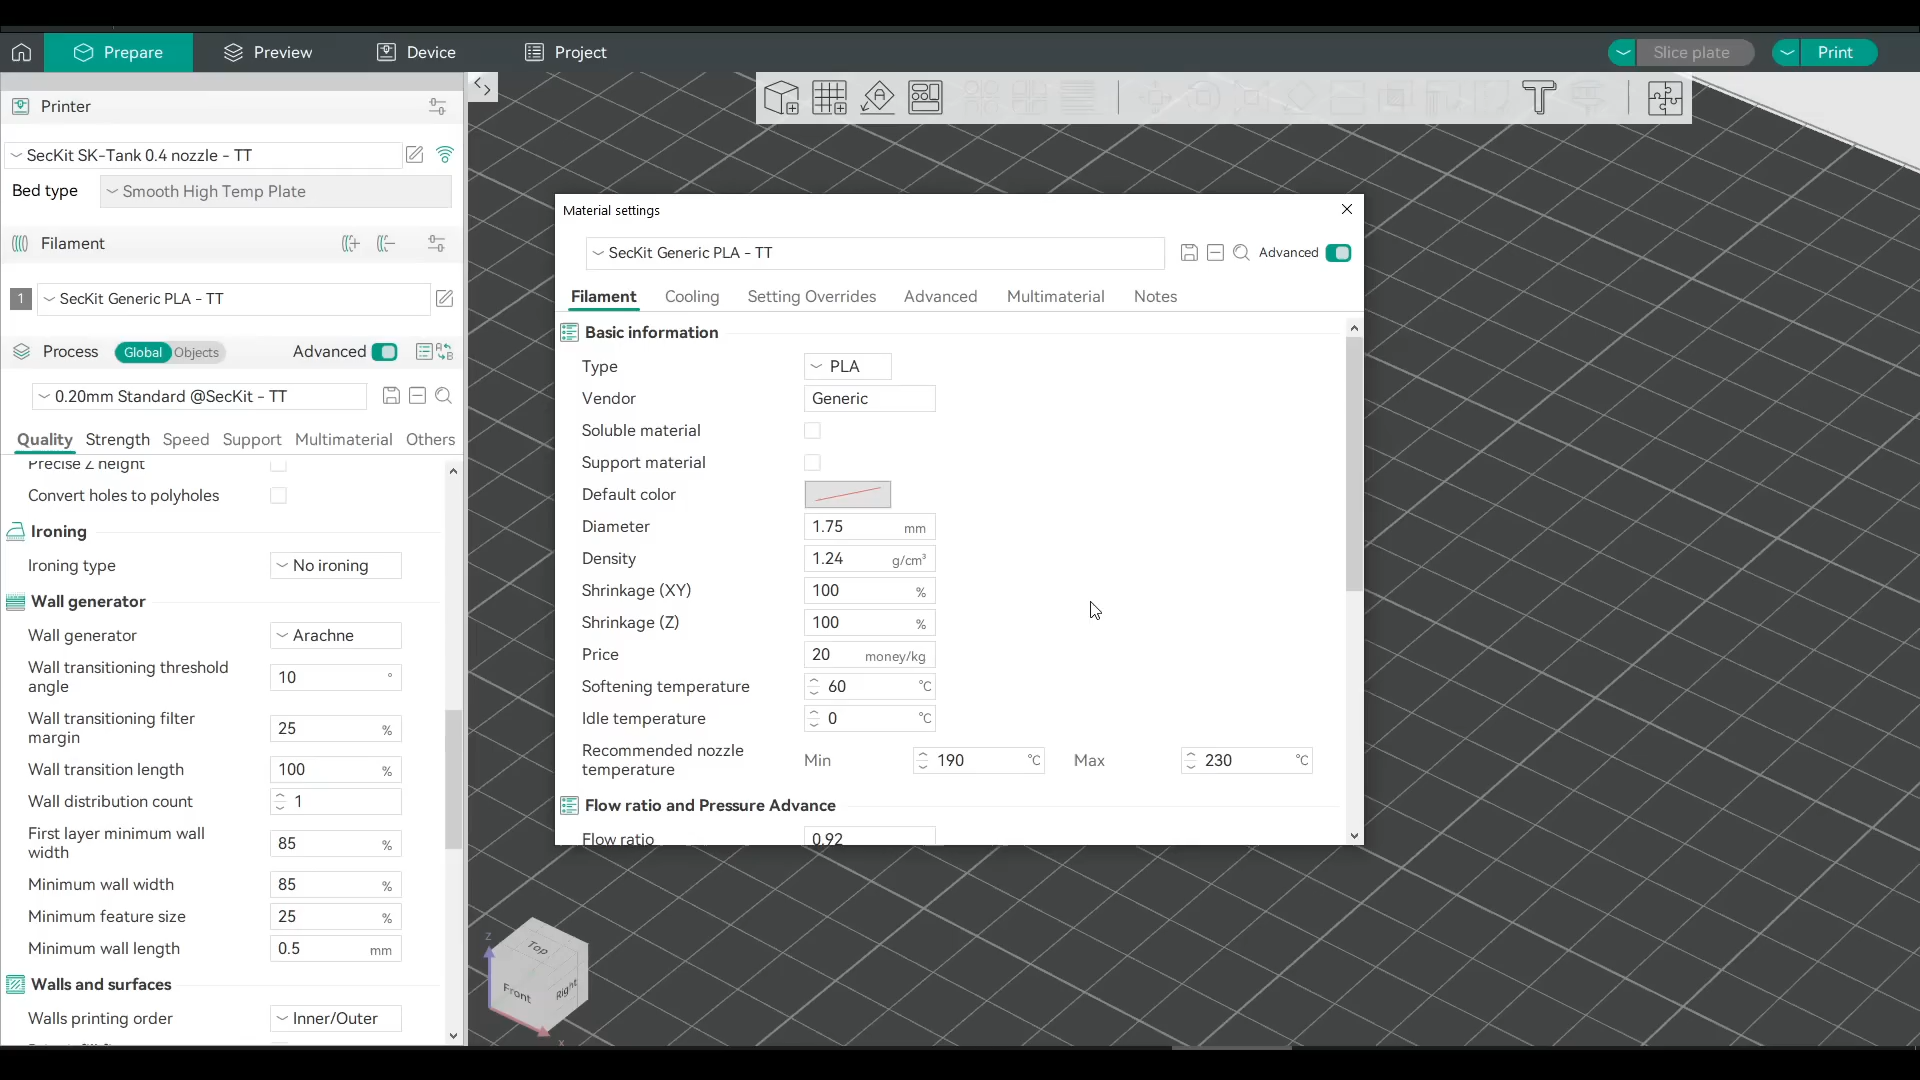 Prepare
Preview
Device
Project
Slice plate
Print
Printer
SecKit SK-Tank 0.4 nozzle - TT
Bed type
Smooth High Temp Plate
Filament
1
SecKit Generic PLA - TT
Process
Global
Objects
Advanced
0.20mm Standard @SecKit - TT
Quality
Strength
Speed
Support
Multimaterial
Others
Precise Z height
Convert holes to polyholes
Ironing
Ironing type
No ironing
Wall generator
Wall generator
Arachne
Wall transitioning threshold
angle
10 °
Wall transitioning filter
margin
25 %
Wall transition length
100 %
Wall distribution count
1
First layer minimum wall
width
85 %
Minimum wall width
85 %
Minimum feature size
25 %
Minimum wall length
0.5 mm
Walls and surfaces
Walls printing order
Inner/Outer
Material settings
SecKit Generic PLA - TT
Advanced
Filament
Cooling
Setting Overrides
Advanced
Multimaterial
Notes
Basic information
Type
PLA
Vendor
Generic
Soluble material
Support material
Default color
Diameter
1.75 mm
Density
1.24 g/cm³
Shrinkage (XY)
100 %
Shrinkage (Z)
100 %
Price
20 money/kg
Softening temperature
60 °C
Idle temperature
0 °C
Recommended nozzle
temperature
Min
190 °C
Max
230 °C
Flow ratio and Pressure Advance
Flow ratio
0.92
Z
Top
Front
Right
x